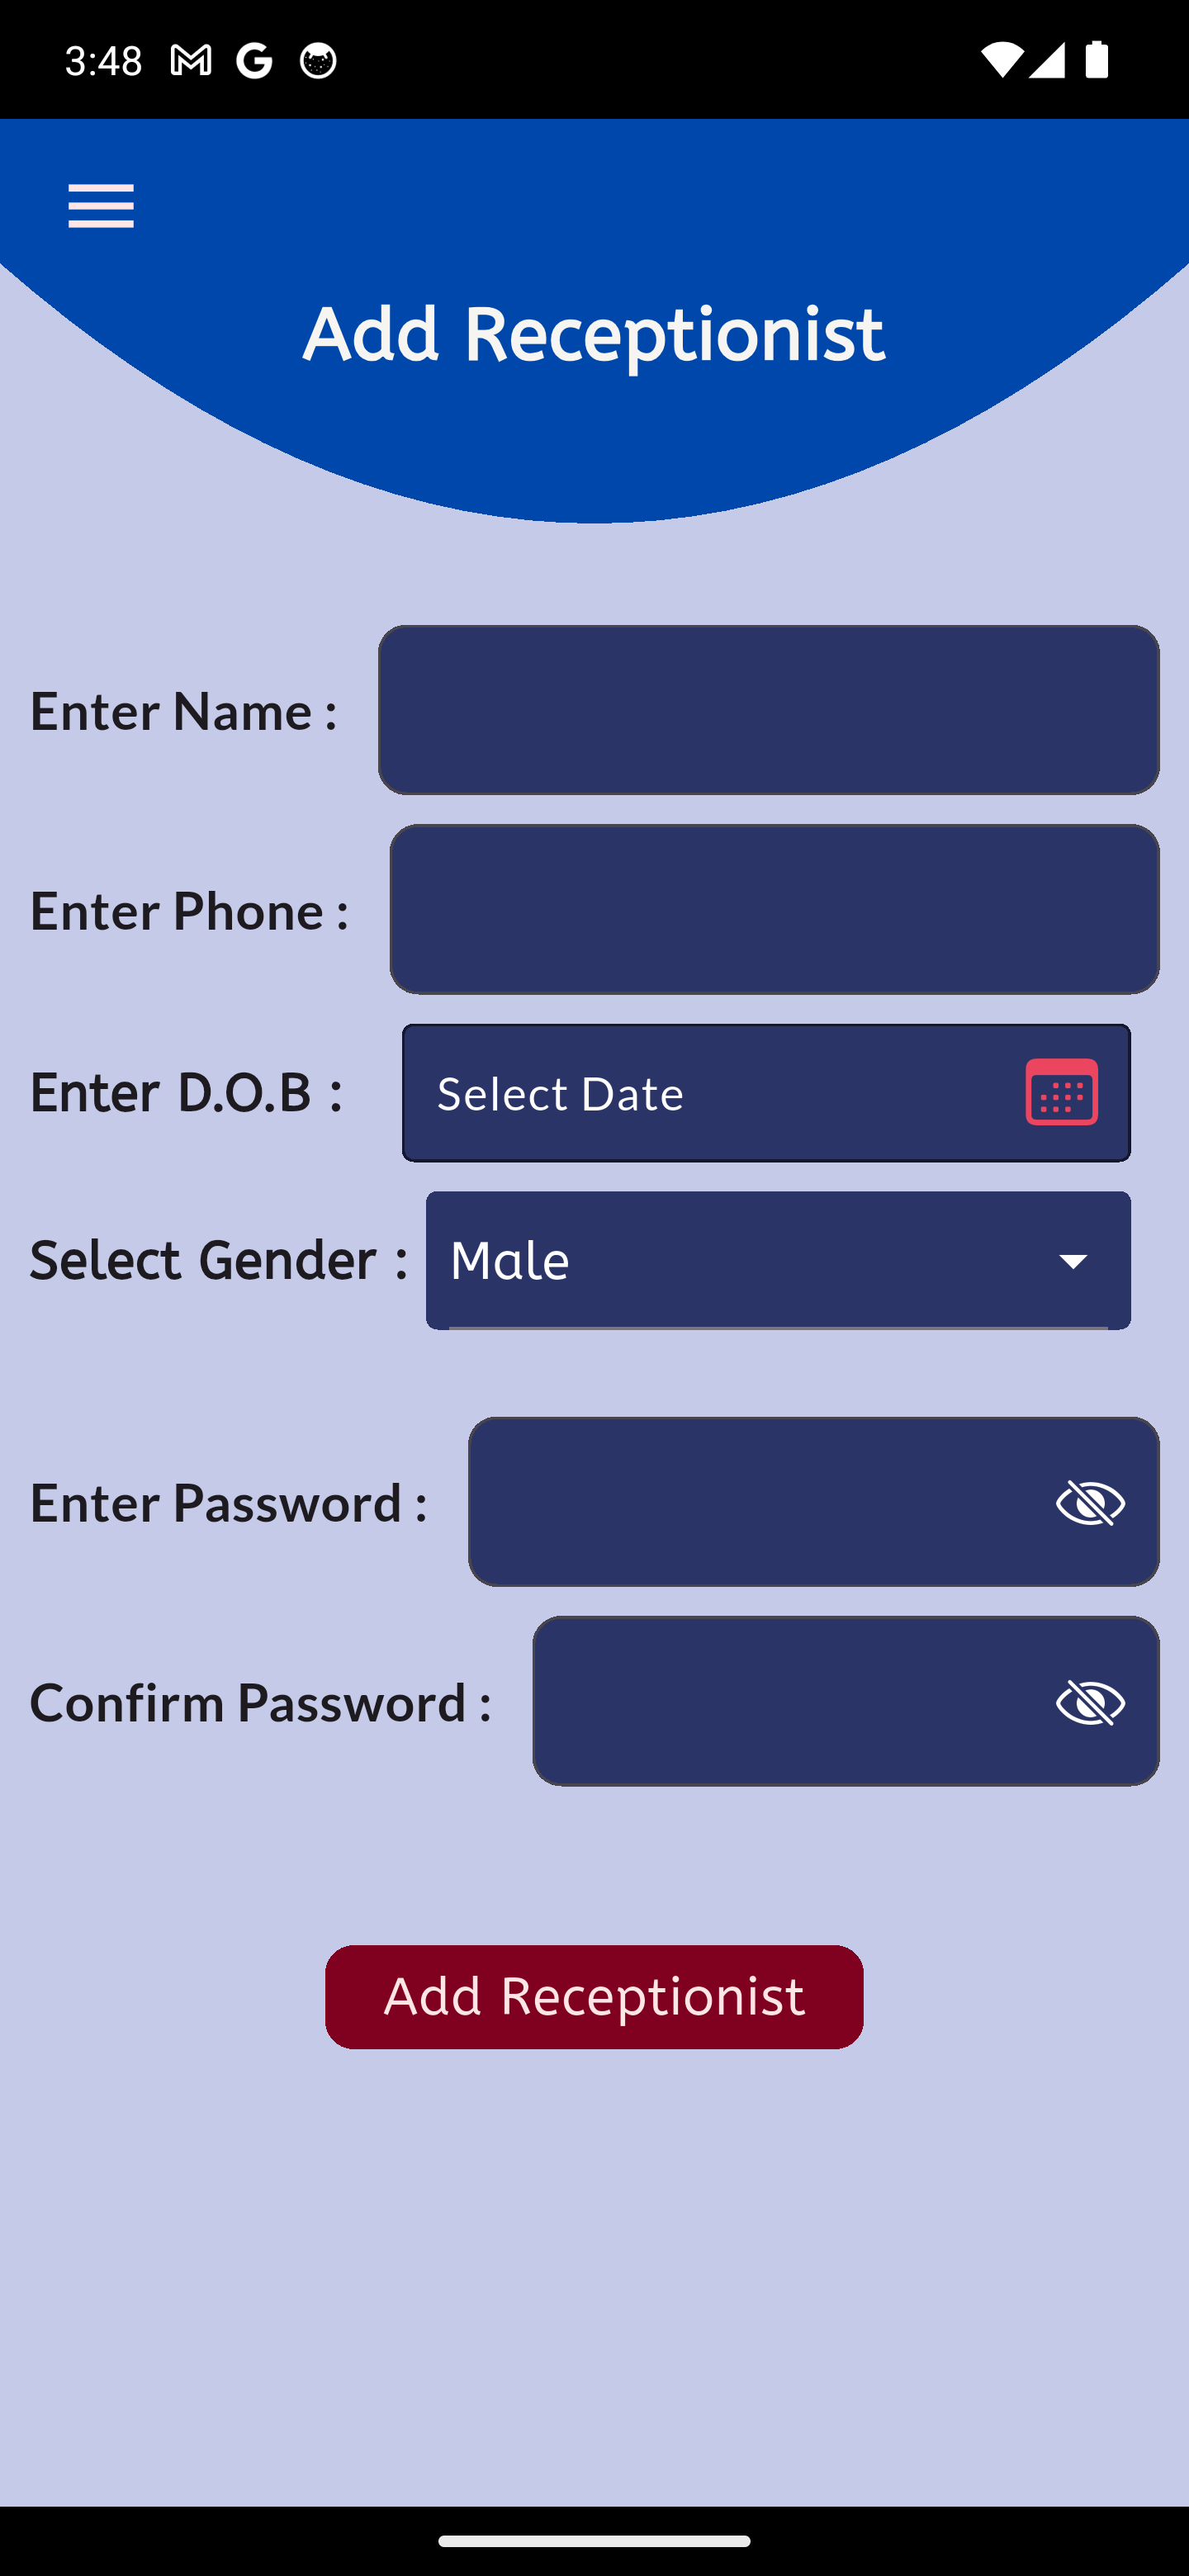 3:48
Add Receptionist
Enter Name :
Enter Phone :
Enter D.O.B :
Select Date
Select Gender :
Male
Enter Password :
Confirm Password :
Add Receptionist